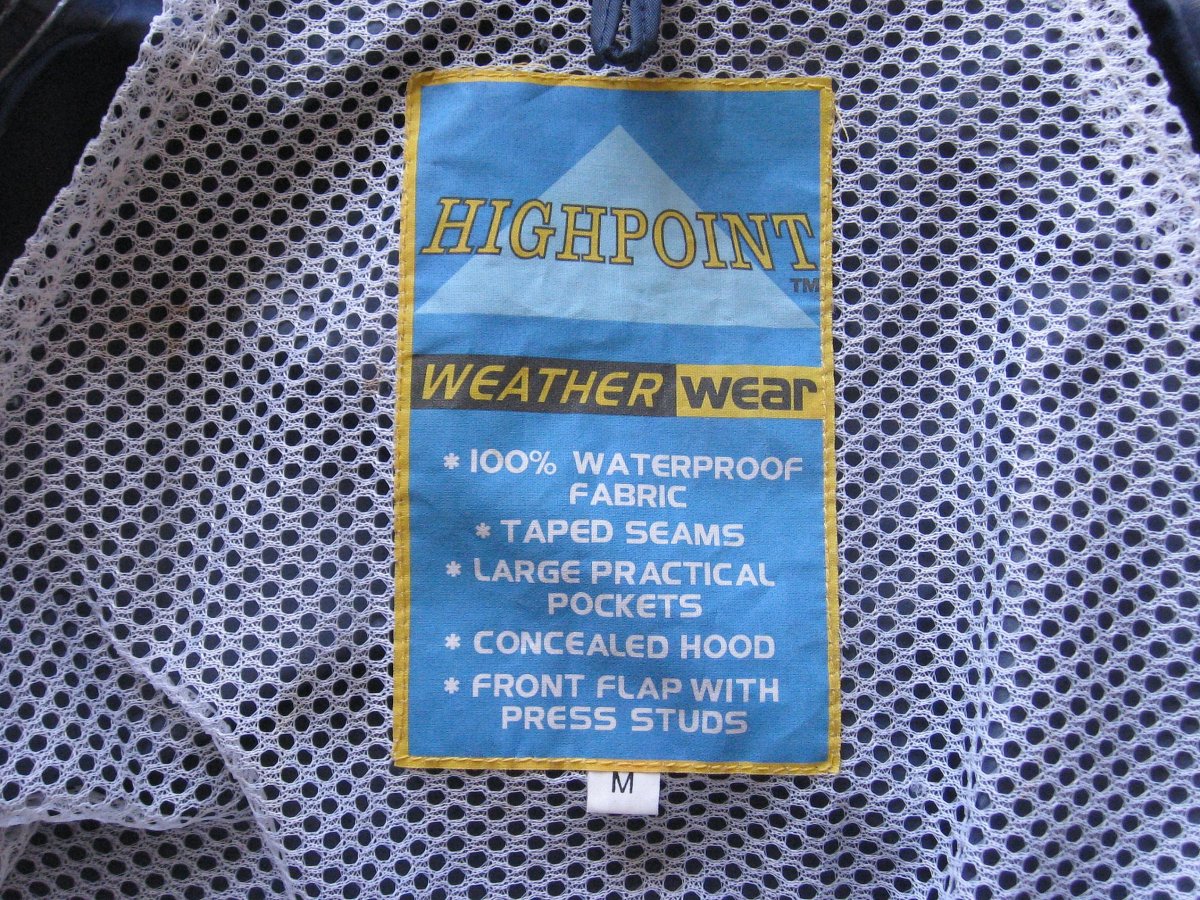 HIGHPOINT
TM
WEATHER WEar
* 100% WATERPROOF
FABRIC
* TAPED SEAMS
* LARGE PRACTICAL
POCKETS
* CONCEALED HOOD
* FRONT FLAP WITH
PRESS STUDS
M